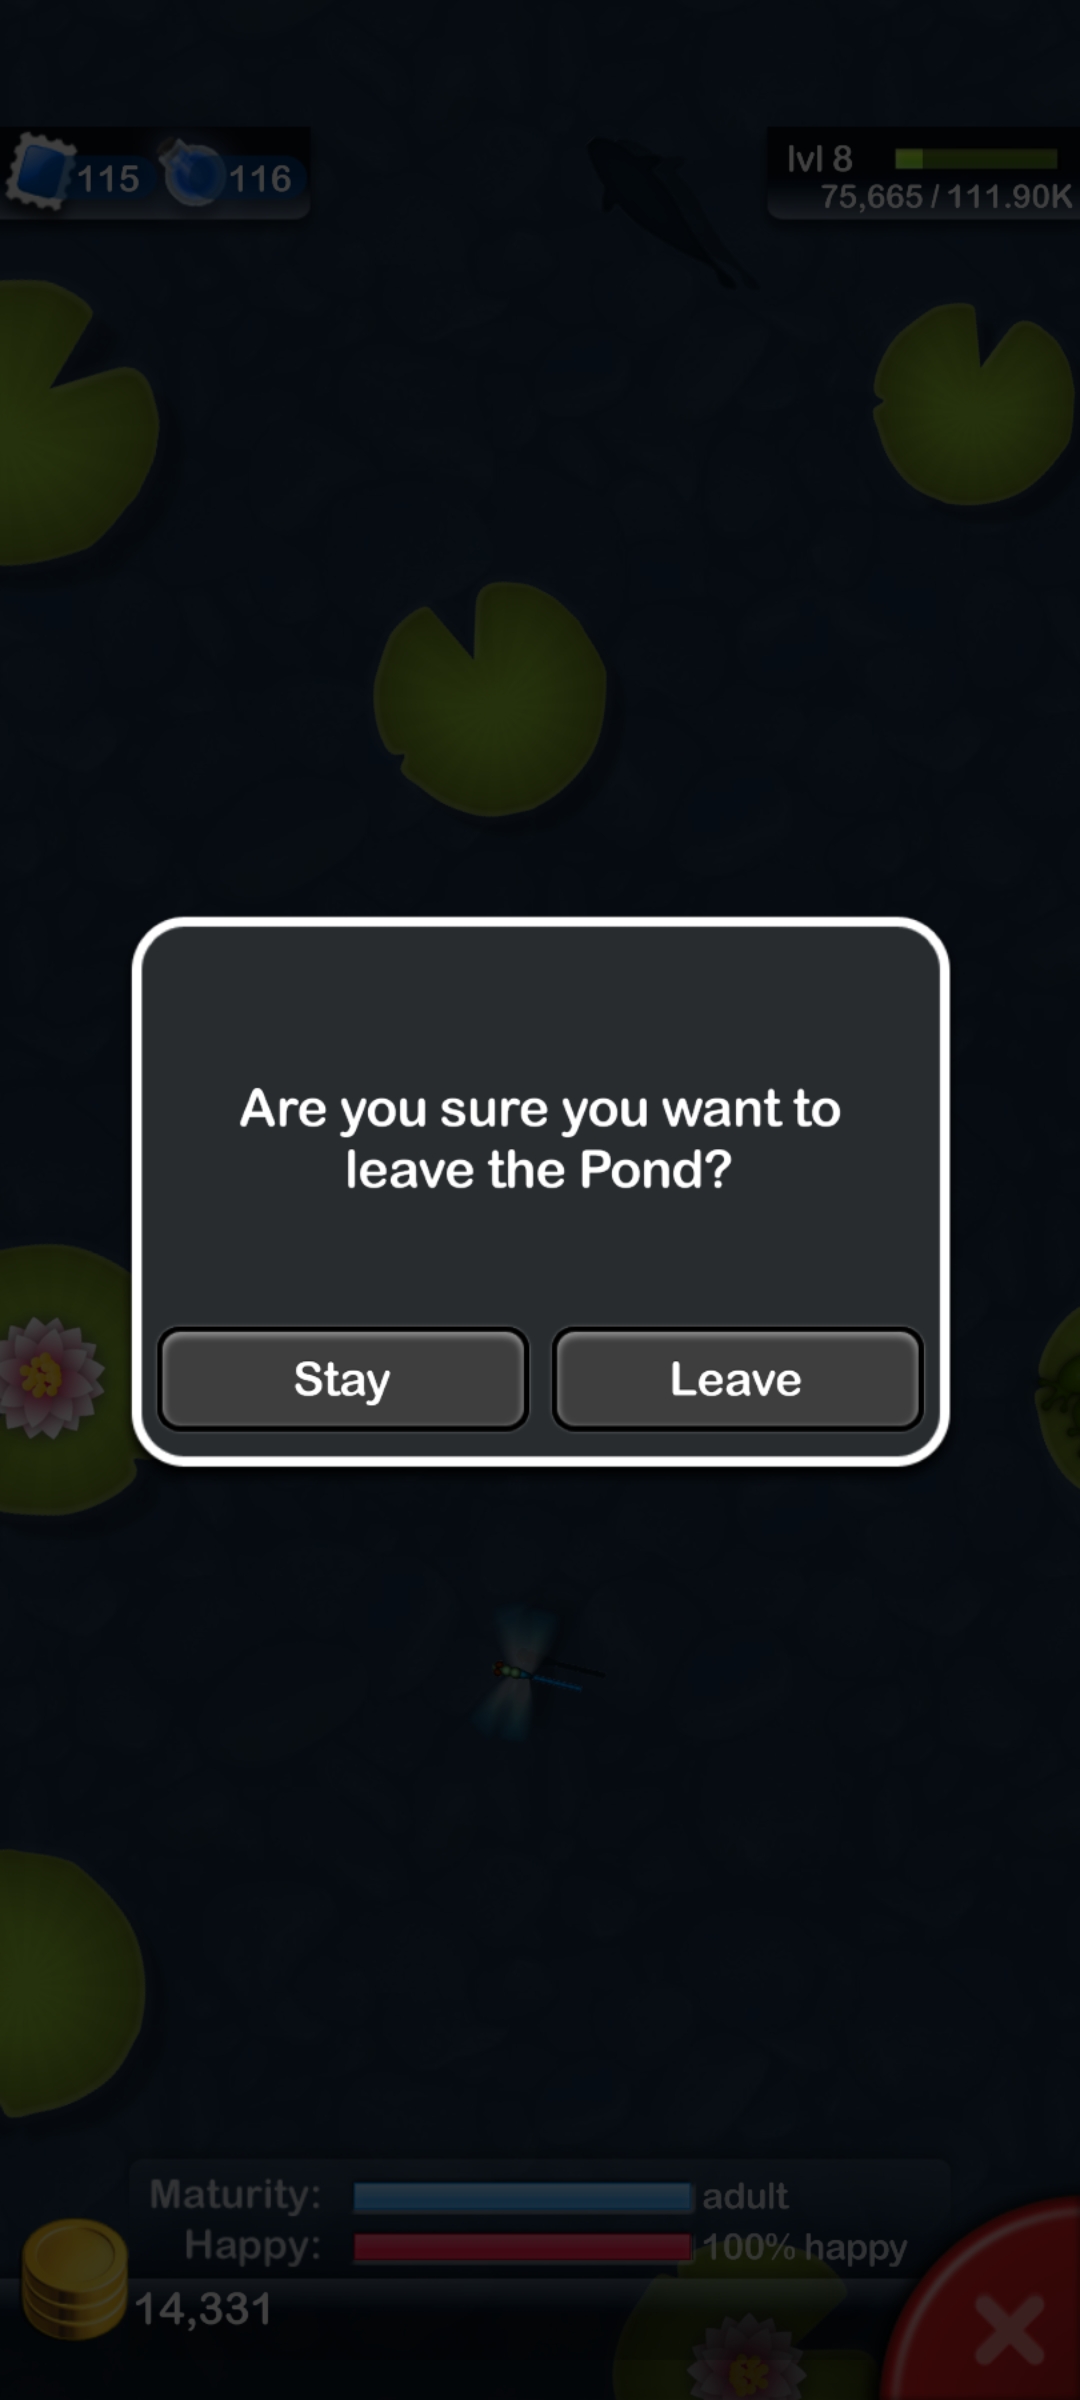 115 116
lvl 8
75,665 / 111.90K
Are you sure you want to
leave the Pond?
Stay Leave
Maturity: adult
Happy: 100% happy
14,331